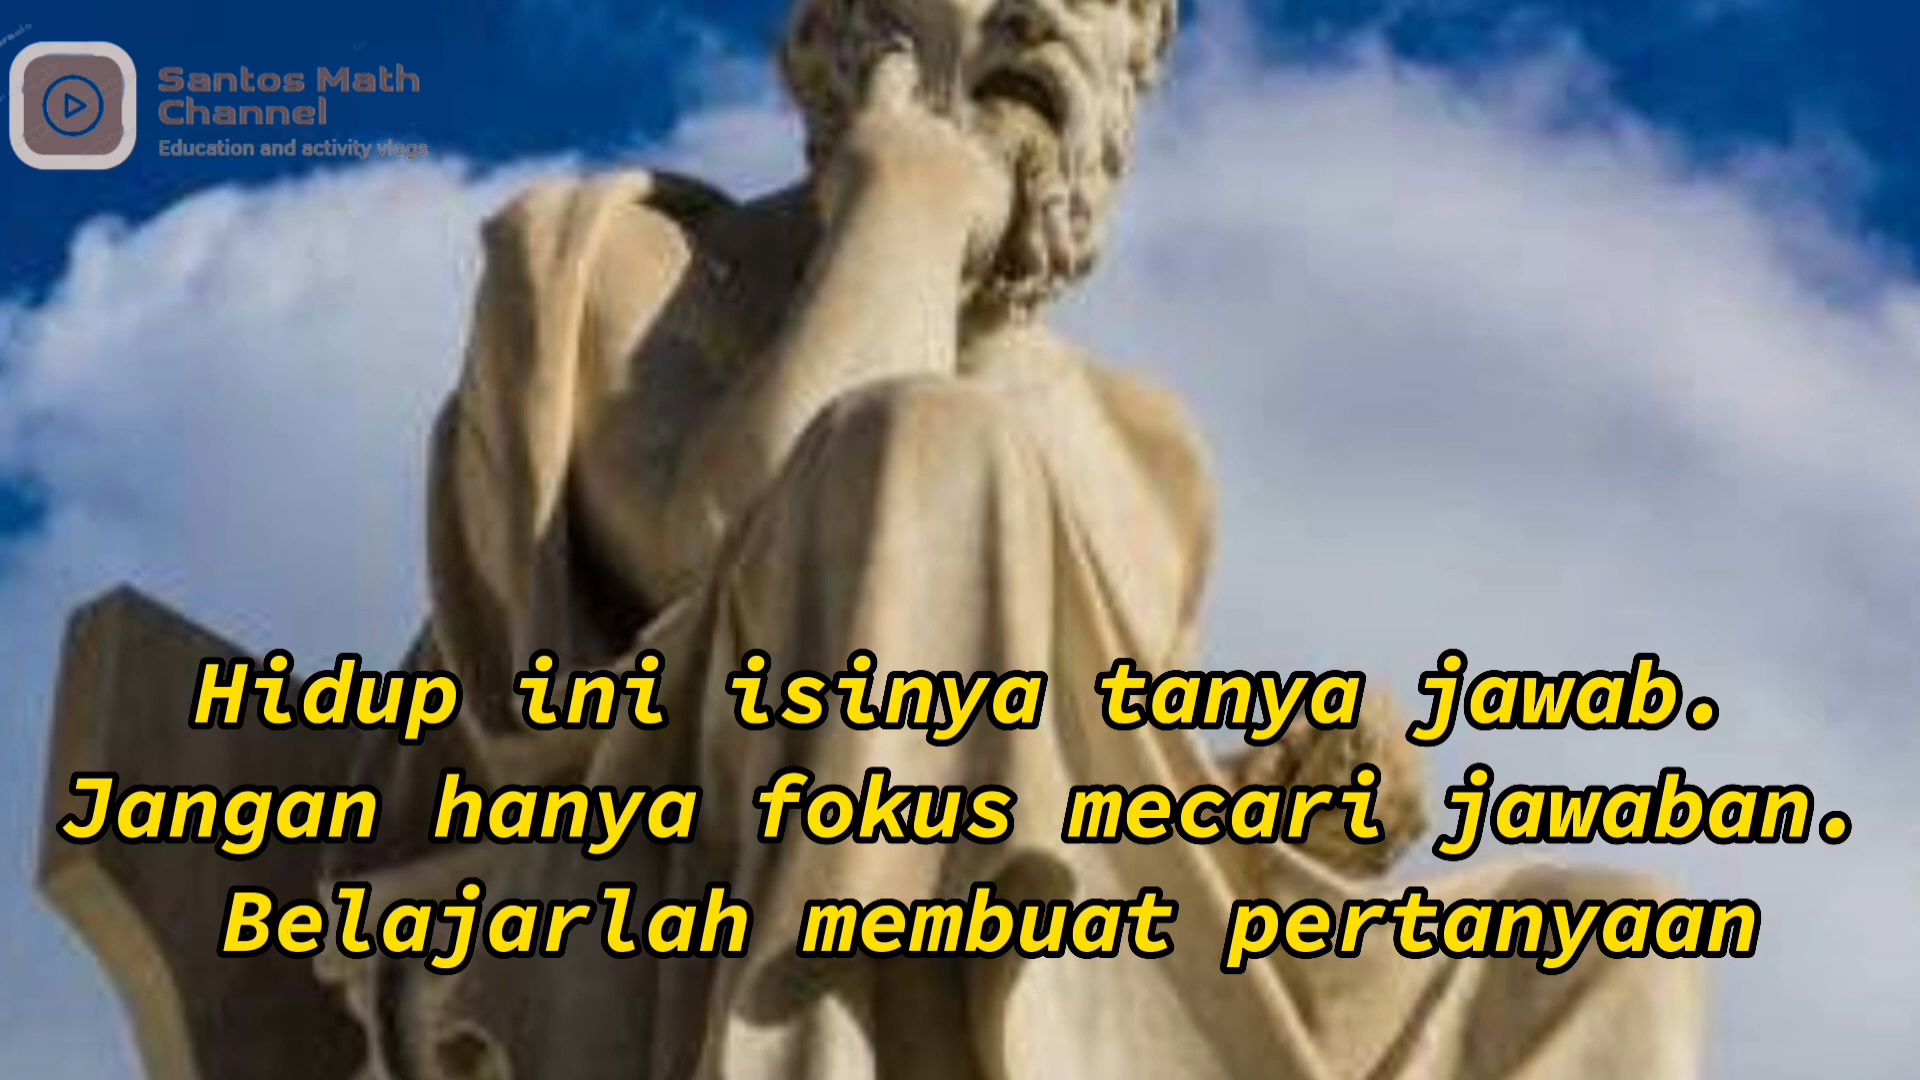 Santos Math
Channel
Education and activity vlogs
Hidup ini isinya tanya jawab.
Jangan hanya fokus mecari jawaban.
Belajarlah membuat pertanyaan